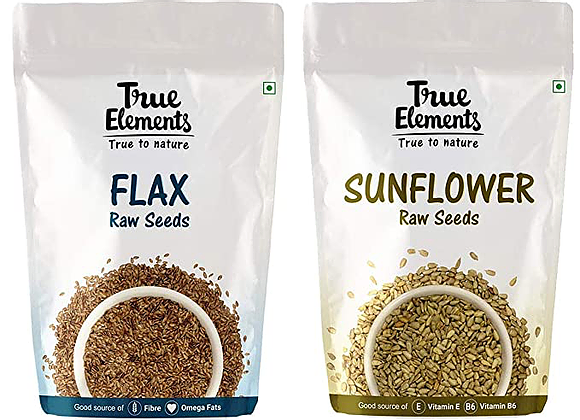 True
Elements
True to nature
FLAX
Raw Seeds
Good source of Fibre Omega Fats
True
Elements
True to nature
SUNFLOWER
Raw Seeds
Good source of E Vitamin E B6 Vitamin B6